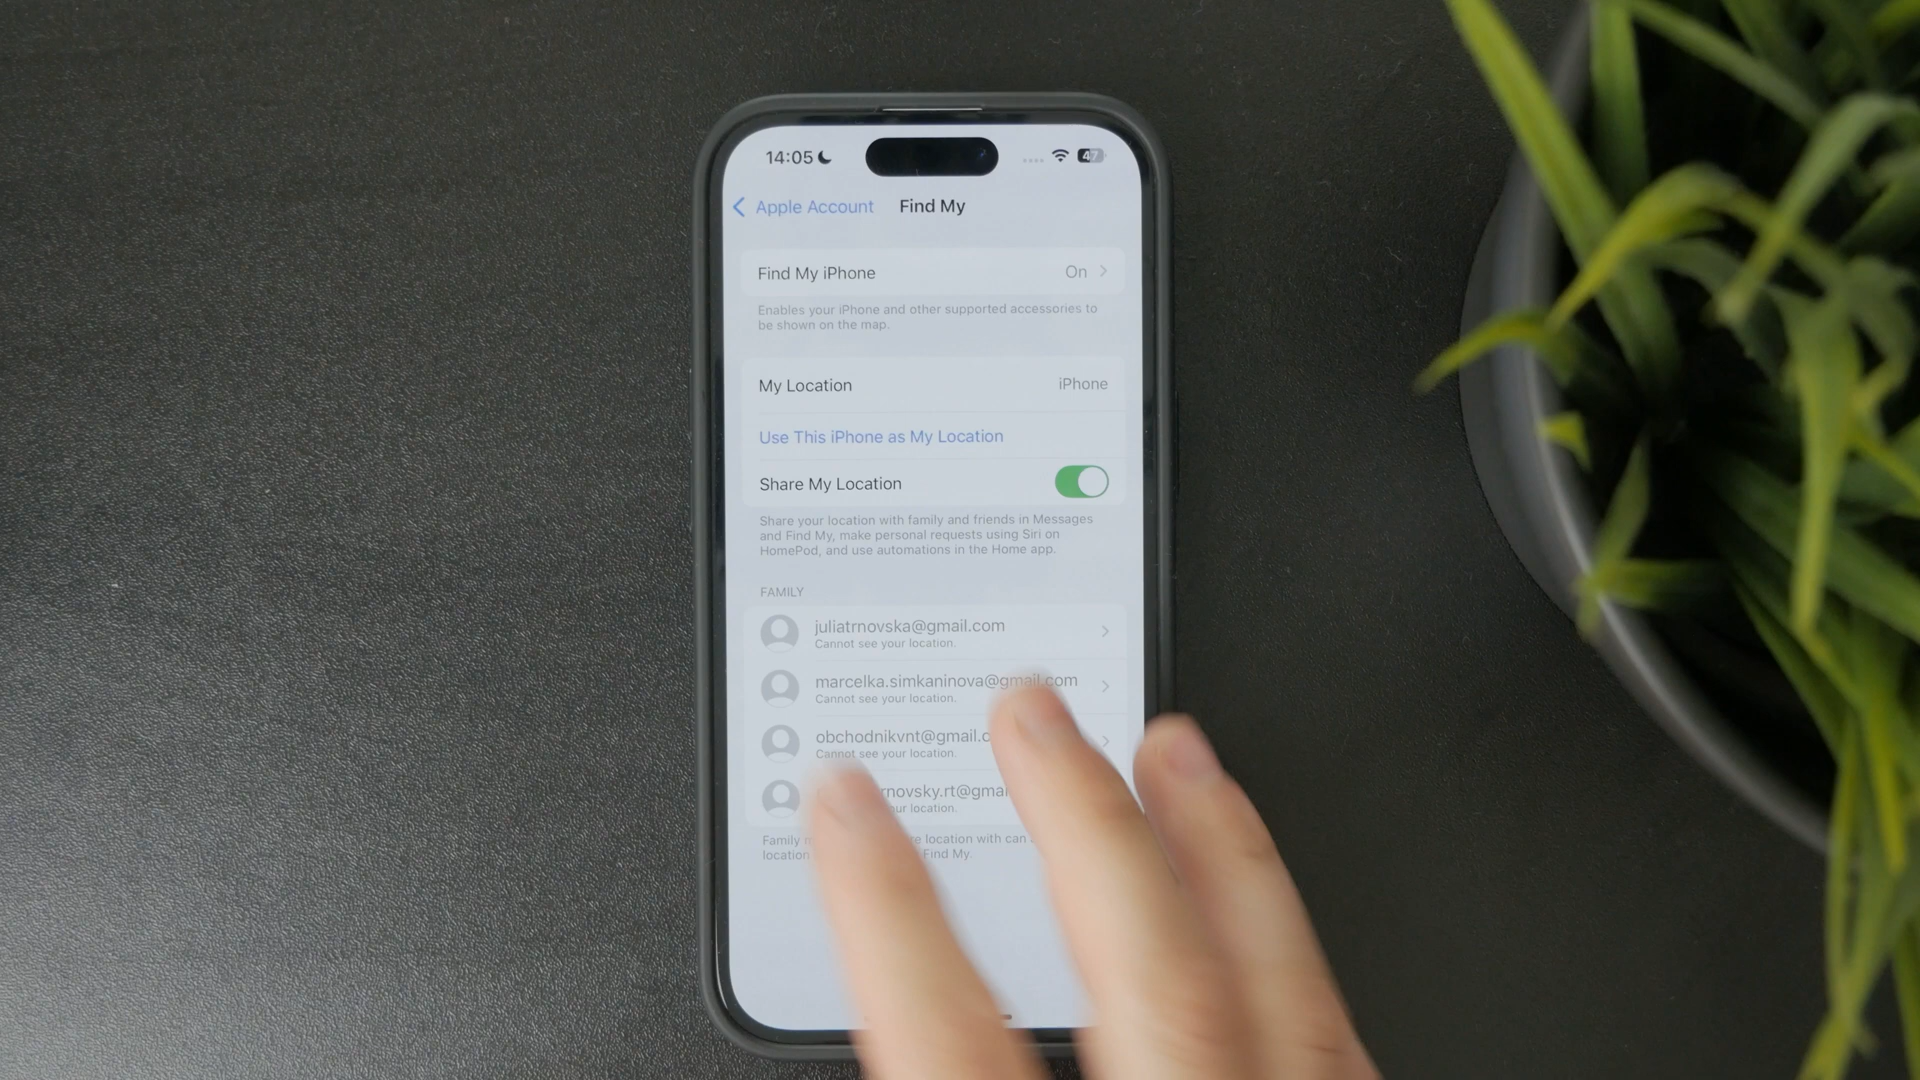 14:05
47
Apple Account Find My
Find My iPhone On
Enables your iPhone and other supported accessories to
be shown on the map.
My Location iPhone
Use This iPhone as My Location
Share My Location
Share your location with family and friends in Messages
and Find My, make personal requests using Siri on
HomePod, and use automations in the Home app.
FAMILY
juliatrnovska@gmail.com
Cannot see your location.
marcelka.simkaninova@gmail.com
Cannot see your location.
obchodnikvnt@gmail.c
Cannot see your location.
rnovsky.rt@gmai
your location.
Family location with can
location Find My.